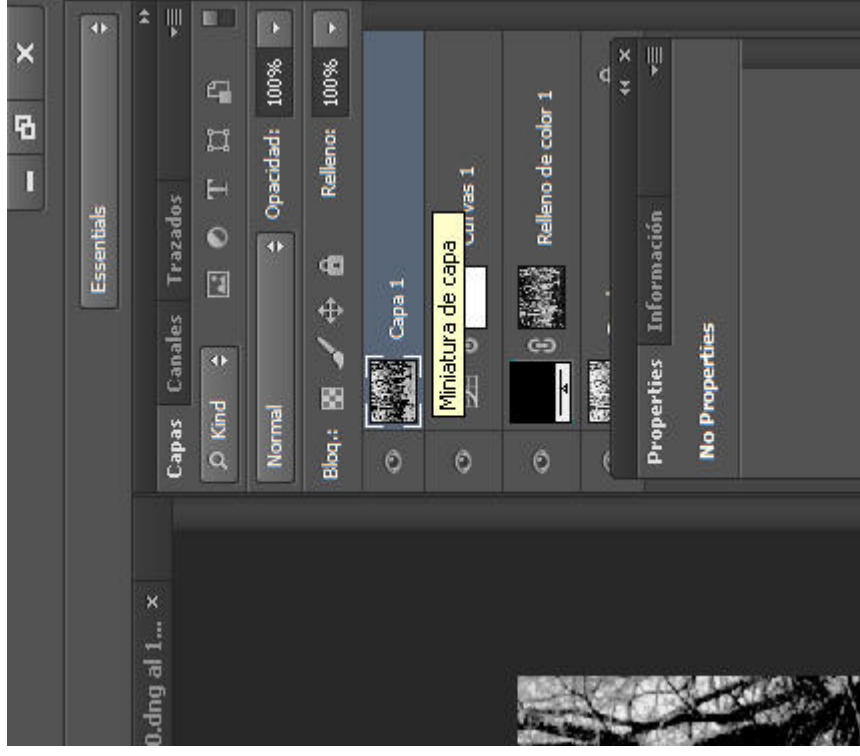 Essentials
0.dng al 1... ×
Capas Canales Trazados
Kind
Normal Opacidad: 100%
Bloq.: Relleno: 100%
Capa 1
Miniatura de capa
Curvas 1
Relleno de color 1
Properties Información
No Properties